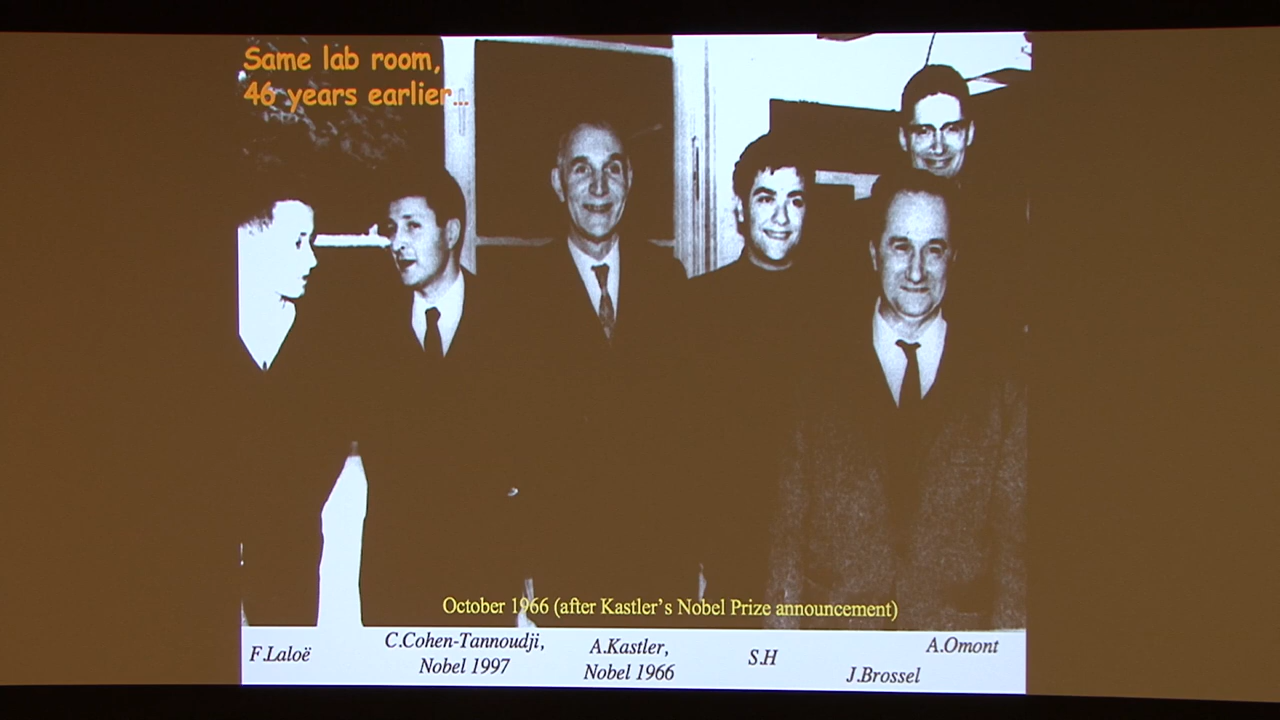 Same lab room,
46 years earlier...
October 1966 (after Kastler's Nobel Prize announcement)
F.Laloë
C.Cohen-Tannoudji,
Nobel 1997
A.Kastler,
Nobel 1966
S.H
J.Brossel
A.Omont